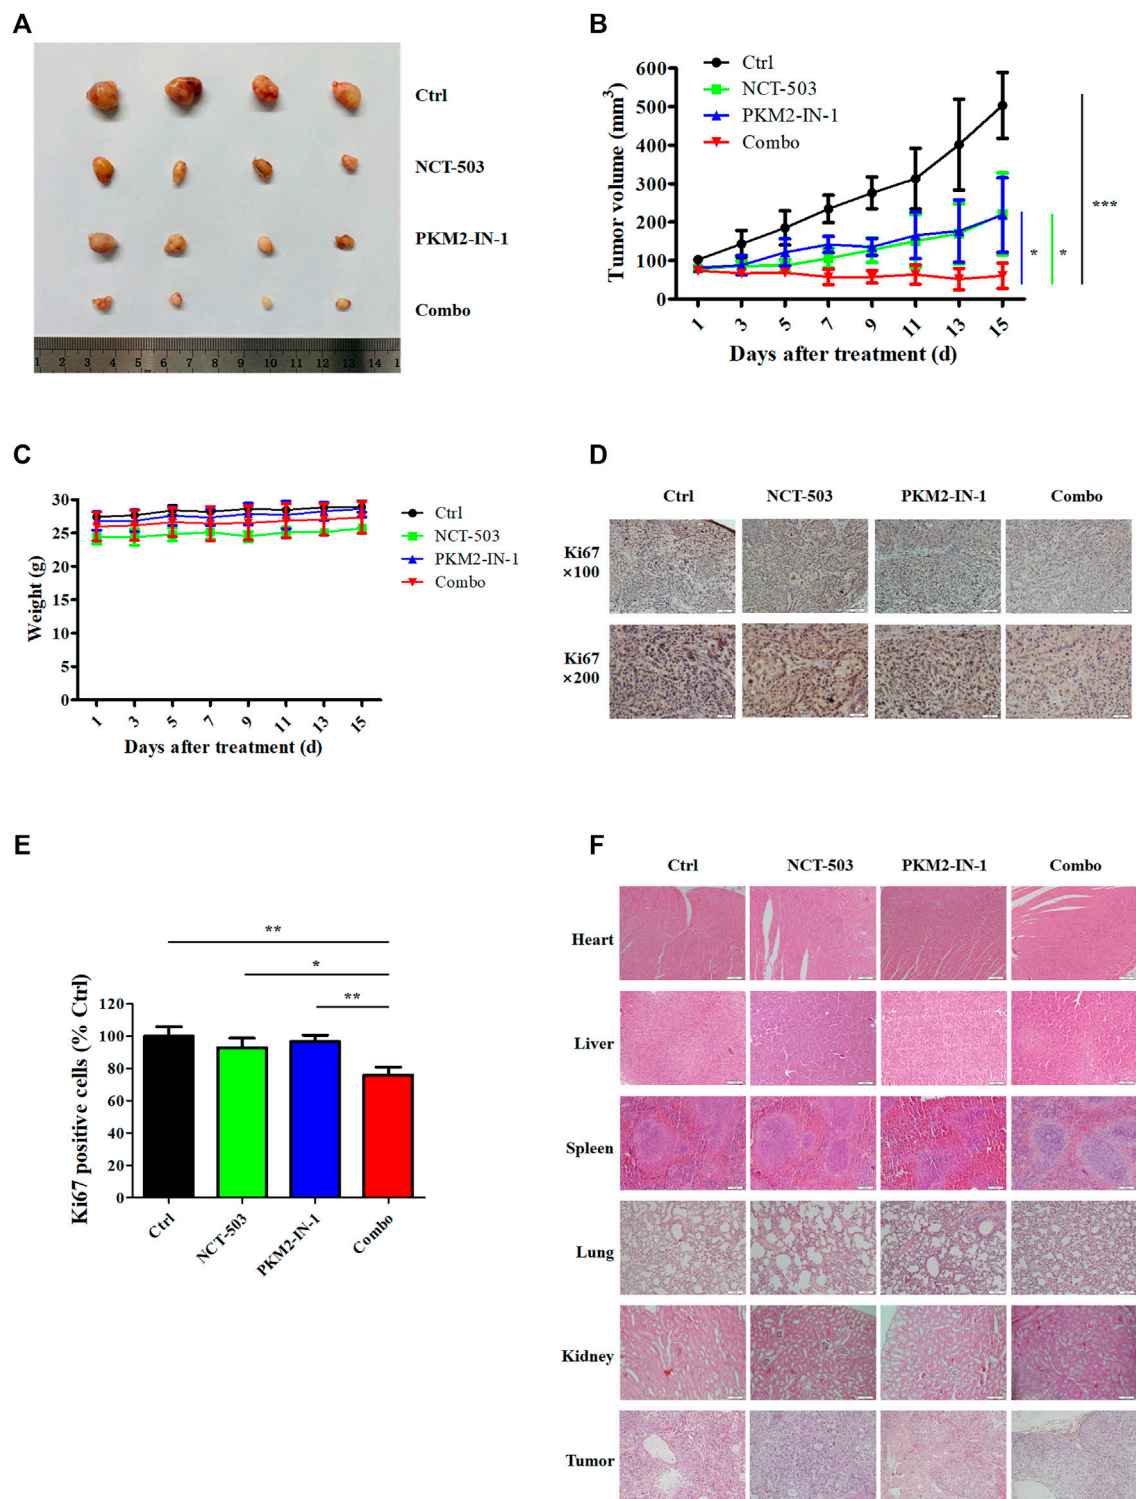 A
Ctrl
NCT-503
PKM2-IN-1
Combo
1 2 3 4 5 6 7 8 9 10 11 12 13 14 1
B
Ctrl
NCT-503
PKM2-IN-1
Combo
Tumor volume (mm3)
600
500
400
300
200
100
0
1 3 5 7 9 11 13 15
Days after treatment (d)
* * ***
C
Weight (g)
30
25
20
15
10
5
0
1 3 5 7 9 11 13 15
Days after treatment (d)
Ctrl
NCT-503
PKM2-IN-1
Combo
D
Ctrl NCT-503 PKM2-IN-1 Combo
Ki67
×100
Ki67
×200
E
Ki67 positive cells (% Ctrl)
120
100
80
60
40
20
0
**
*
**
Ctrl NCT-503 PKM2-IN-1 Combo
F
Ctrl NCT-503 PKM2-IN-1 Combo
Heart
Liver
Spleen
Lung
Kidney
Tumor